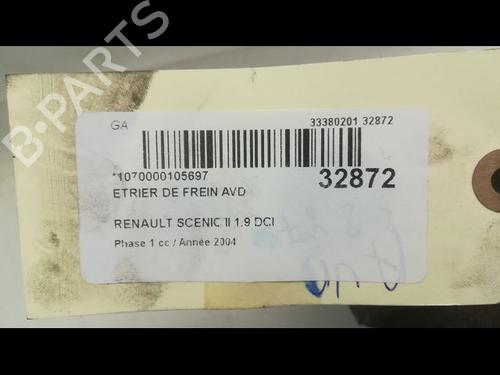 B-PARTS
GA
33380201 32872
*1070000105697
32872
ETRIER DE FREIN AVD
RENAULT SCENIC II 1.9 DCI
Phase 1 cc / Année 2004